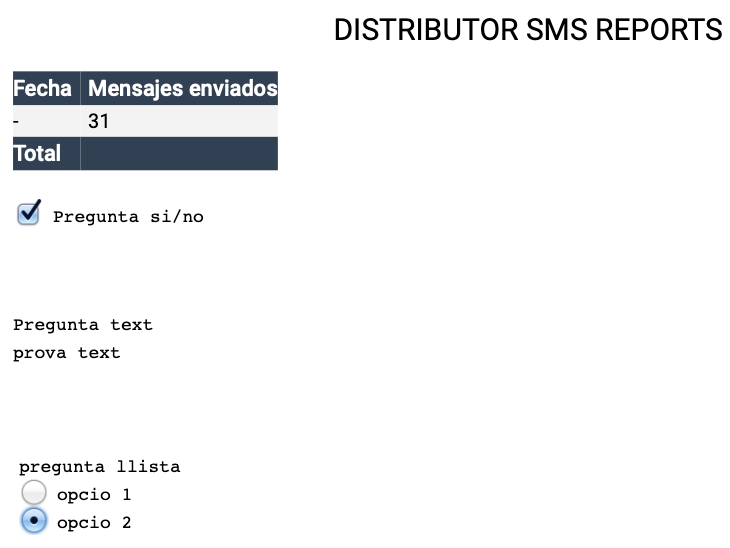 DISTRIBUTOR SMS REPORTS
Fecha Mensajes enviados
- 31
Total
Pregunta si/no
Pregunta text
prova text
pregunta llista
opcio 1
opcio 2